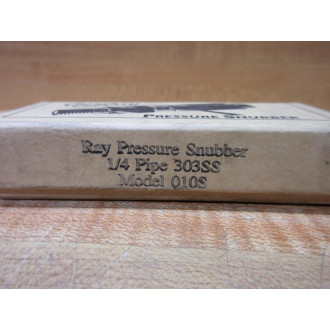 PRESSURE SNUBBER
Ray Pressure Snubber
1/4 Pipe 303SS
Model 010S